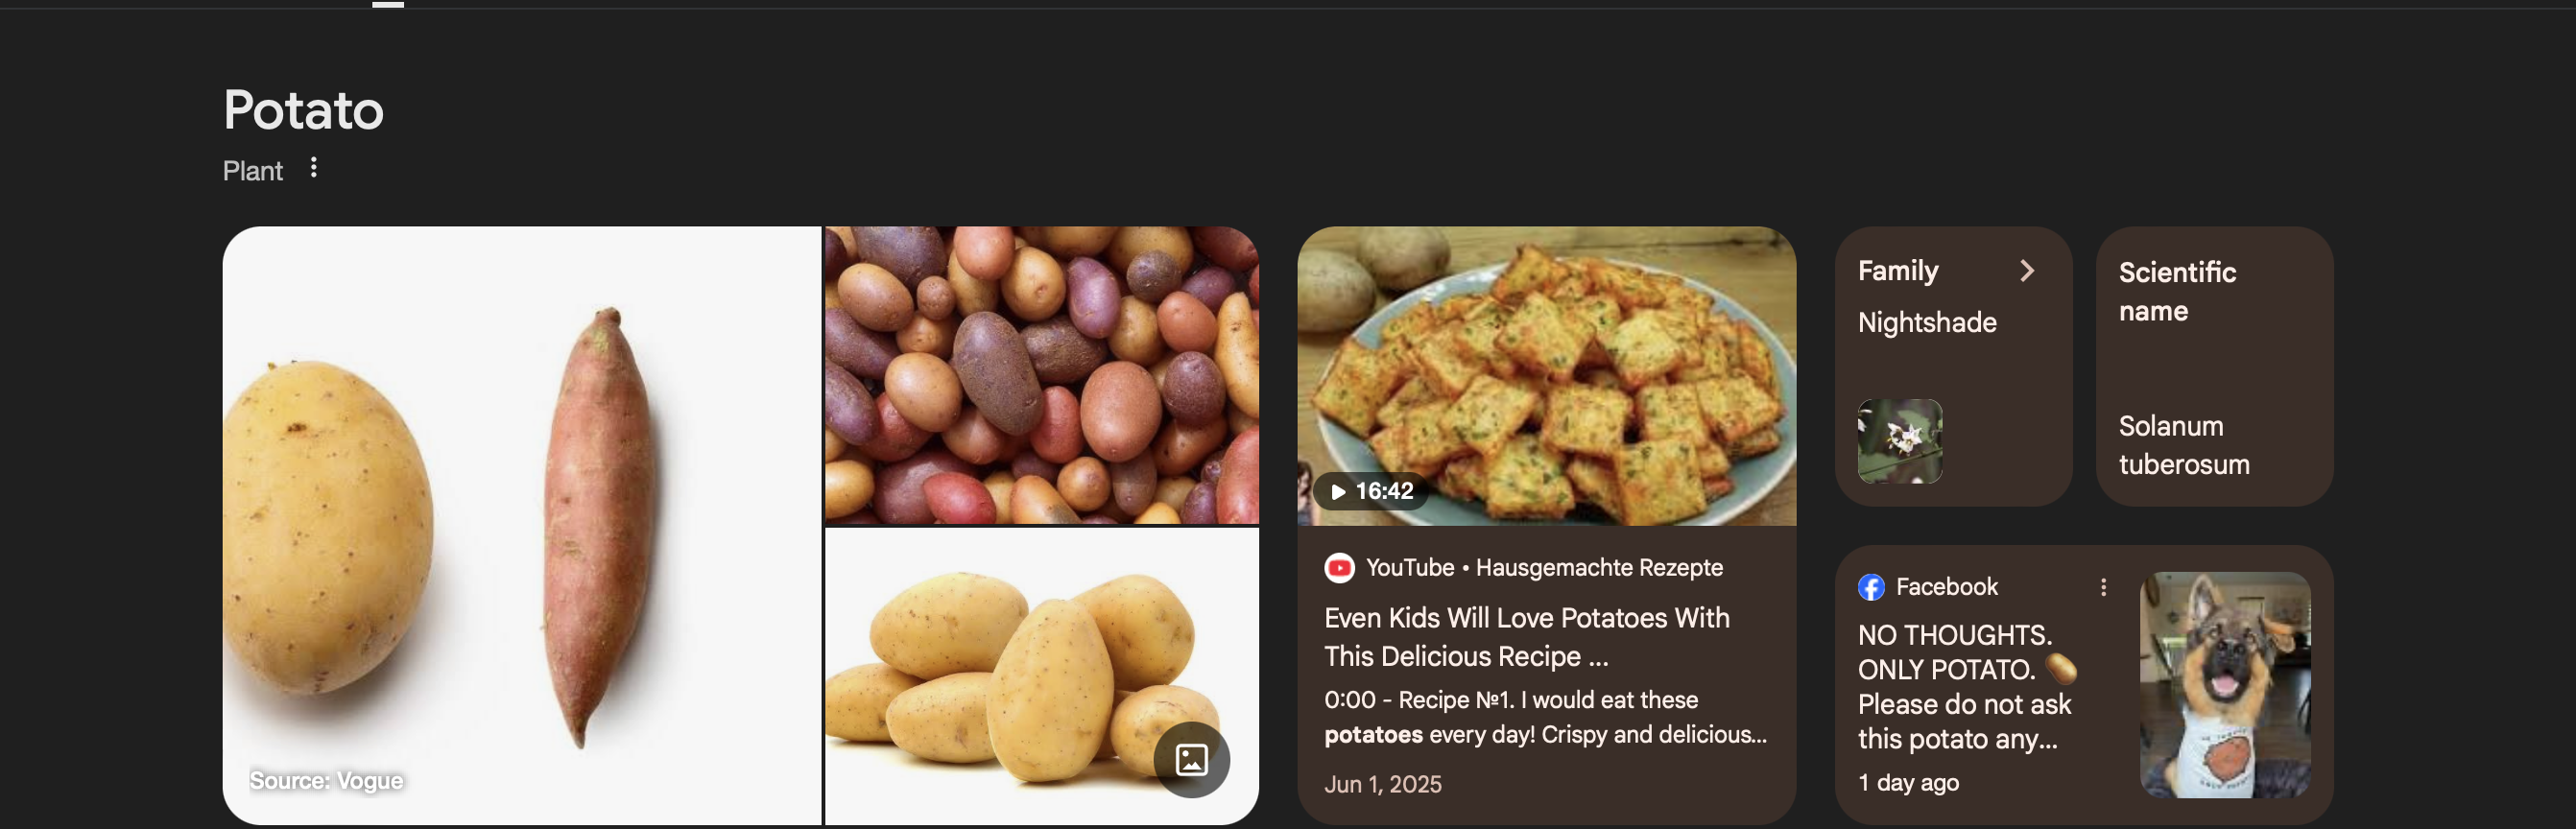 Potato
Plant
Source: Vogue
16:42
YouTube • Hausgemachte Rezepte
Even Kids Will Love Potatoes With
This Delicious Recipe ...
0:00 - Recipe №1. I would eat these
potatoes every day! Crispy and delicious...
Jun 1, 2025
Family
Nightshade
Scientific
name
Solanum
tuberosum
Facebook
NO THOUGHTS.
ONLY POTATO. 🥔
Please do not ask
this potato any...
1 day ago